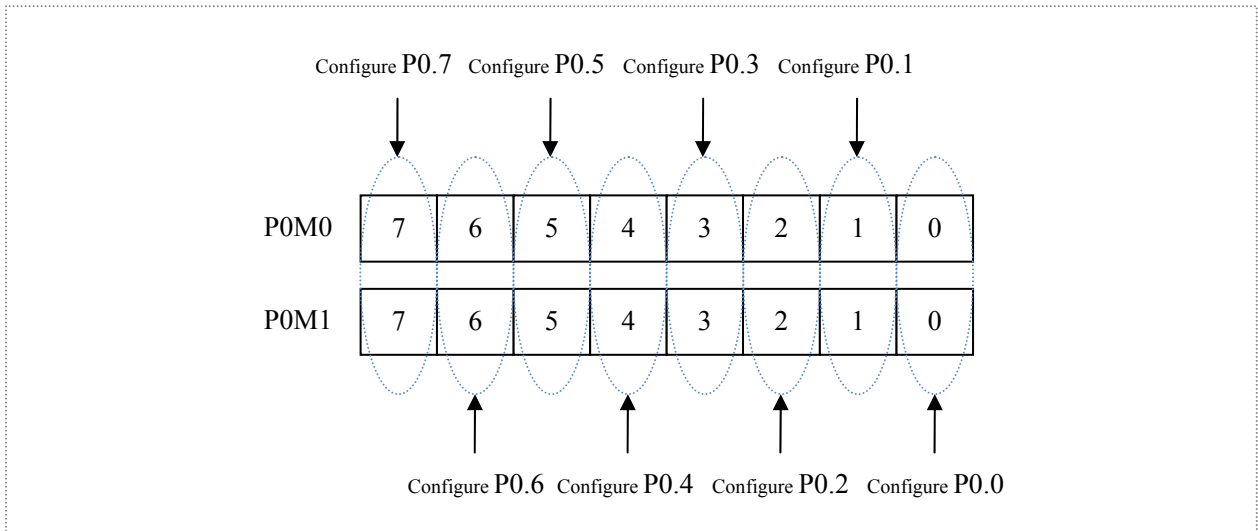 Configure P0.7 Configure P0.5 Configure P0.3 Configure P0.1
P0M0 7 6 5 4 3 2 1 0
P0M1 7 6 5 4 3 2 1 0
Configure P0.6 Configure P0.4 Configure P0.2 Configure P0.0